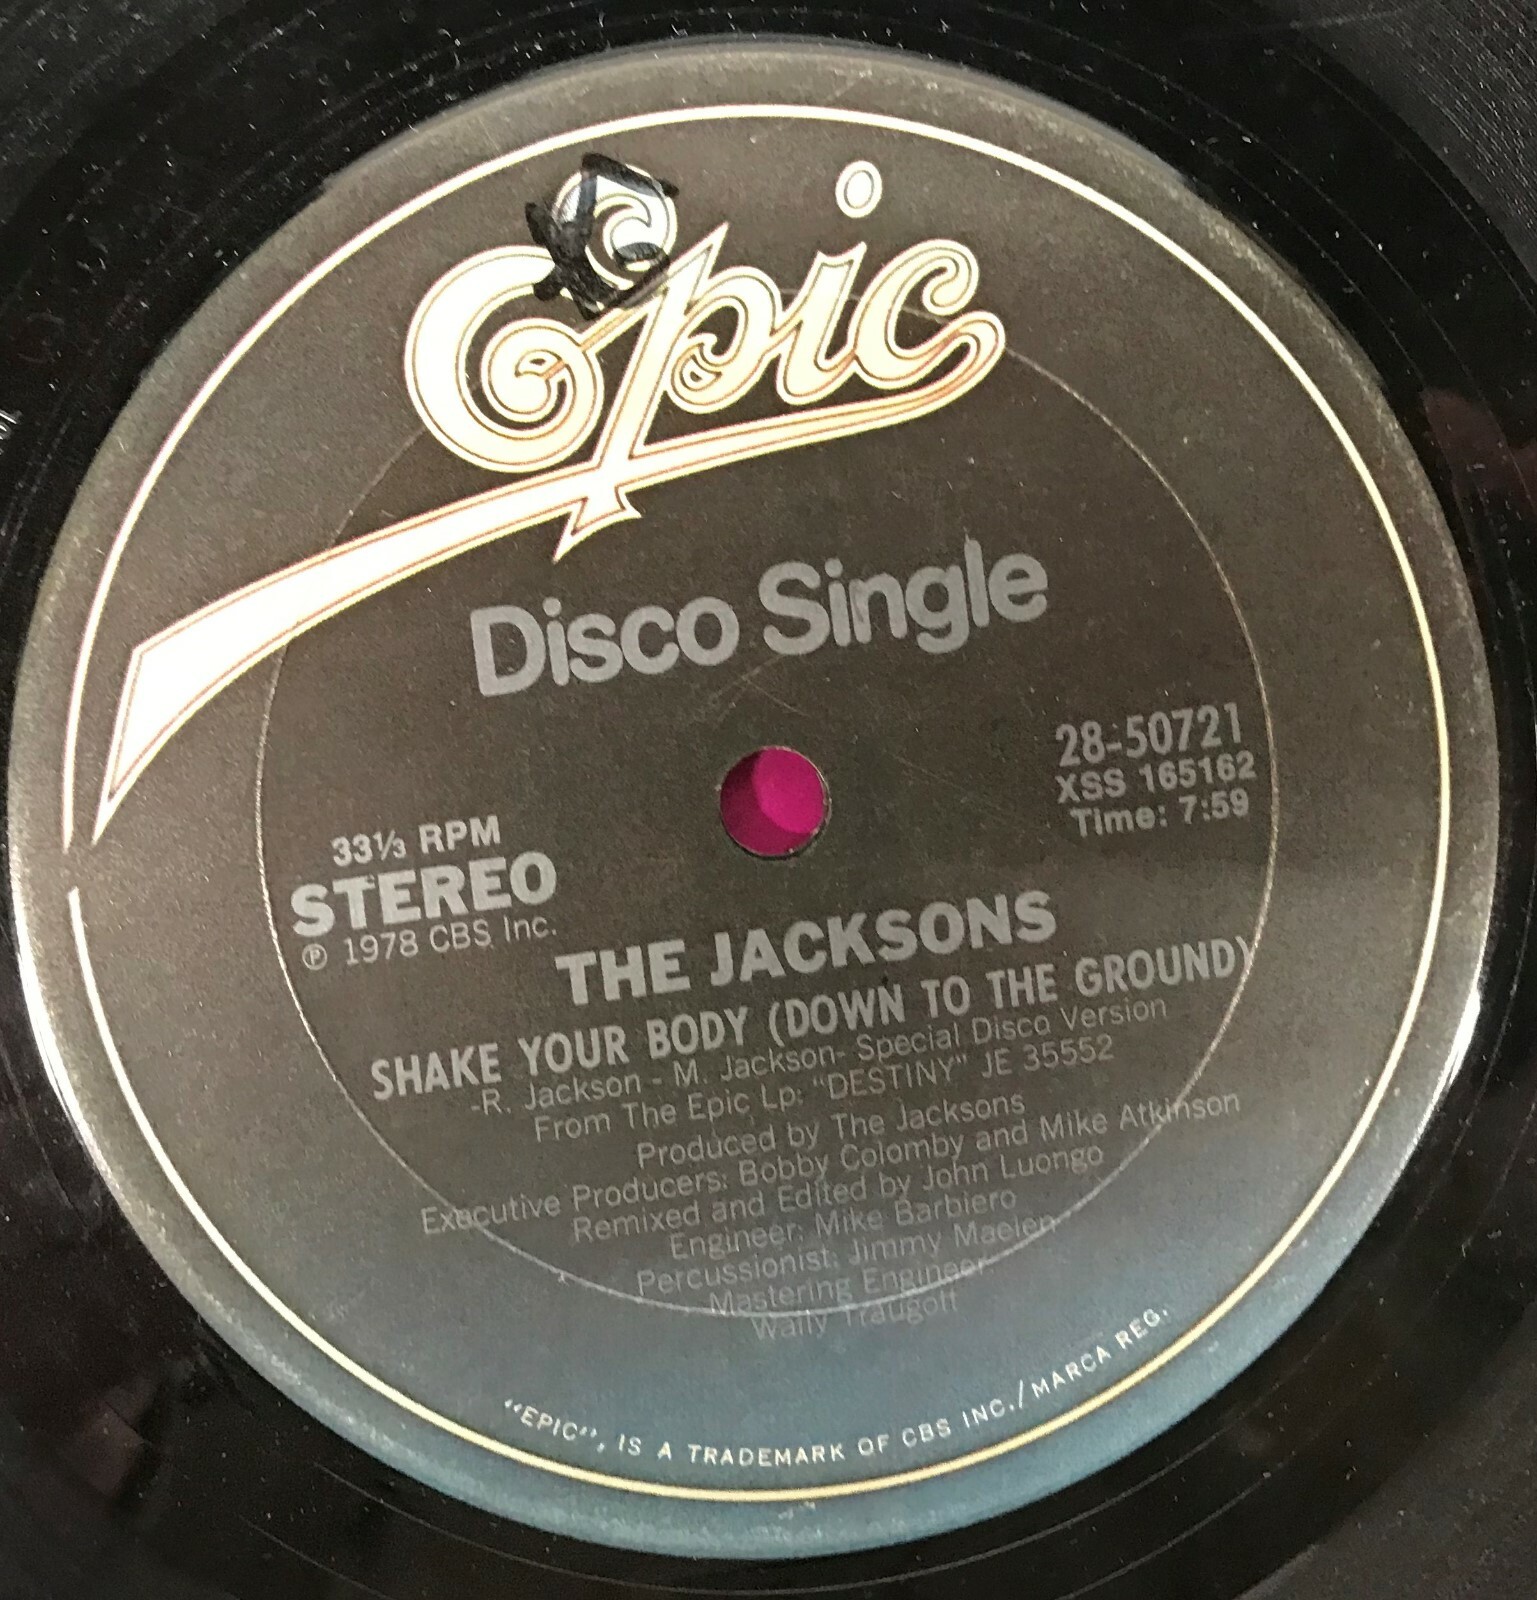 Epic
Disco Single
28-50721
XSS 165162
Time: 7:59
33⅓ RPM
STEREO
℗ 1978 CBS Inc.
THE JACKSONS
SHAKE YOUR BODY (DOWN TO THE GROUND)
-R. Jackson - M. Jackson- Special Disco Version
From The Epic Lp: "DESTINY" JE 35552
Produced by The Jacksons
Executive Producers: Bobby Colomby and Mike Atkinson
Remixed and Edited by John Luongo
Engineer: Mike Barbiero
Percussionist: Jimmy Maelen
Mastering Engineer
Wally Traugott
"EPIC", IS A TRADEMARK OF CBS INC./MARCA REG.